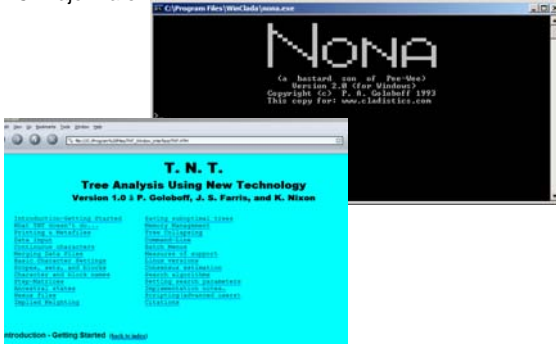 C:\Program Files\WinClada\nona.exe
NONA
(a bastard son of Pee-Wee)
Version 2.0 (for Windows)
Copyright (c) P. A. Goloboff 1993
This copy for: www.cladistics.com
T. N. T.
Tree Analysis Using New Technology
Version 1.0 P. Goloboff, J. S. Farris, and K. Nixon
Introduction-Getting Started
What TNT doesn't do...
Printing & Metafiles
Data Input
Continuous characters
Merging Data Files
Basic Character Settings
Groups, sets, and blocks
Character and block names
Step-Matrices
Ancestral states
Nexus files
Implied Weighting
Saving suboptimal trees
Memory Management
Tree Collapsing
Command-Line
Batch Menus
Measures of support
Linux versions
Consensus estimation
Search algorithms
Setting search parameters
Implementation notes.
Scripting(advanced users)
Citations
ntroduction - Getting Started (back to index)